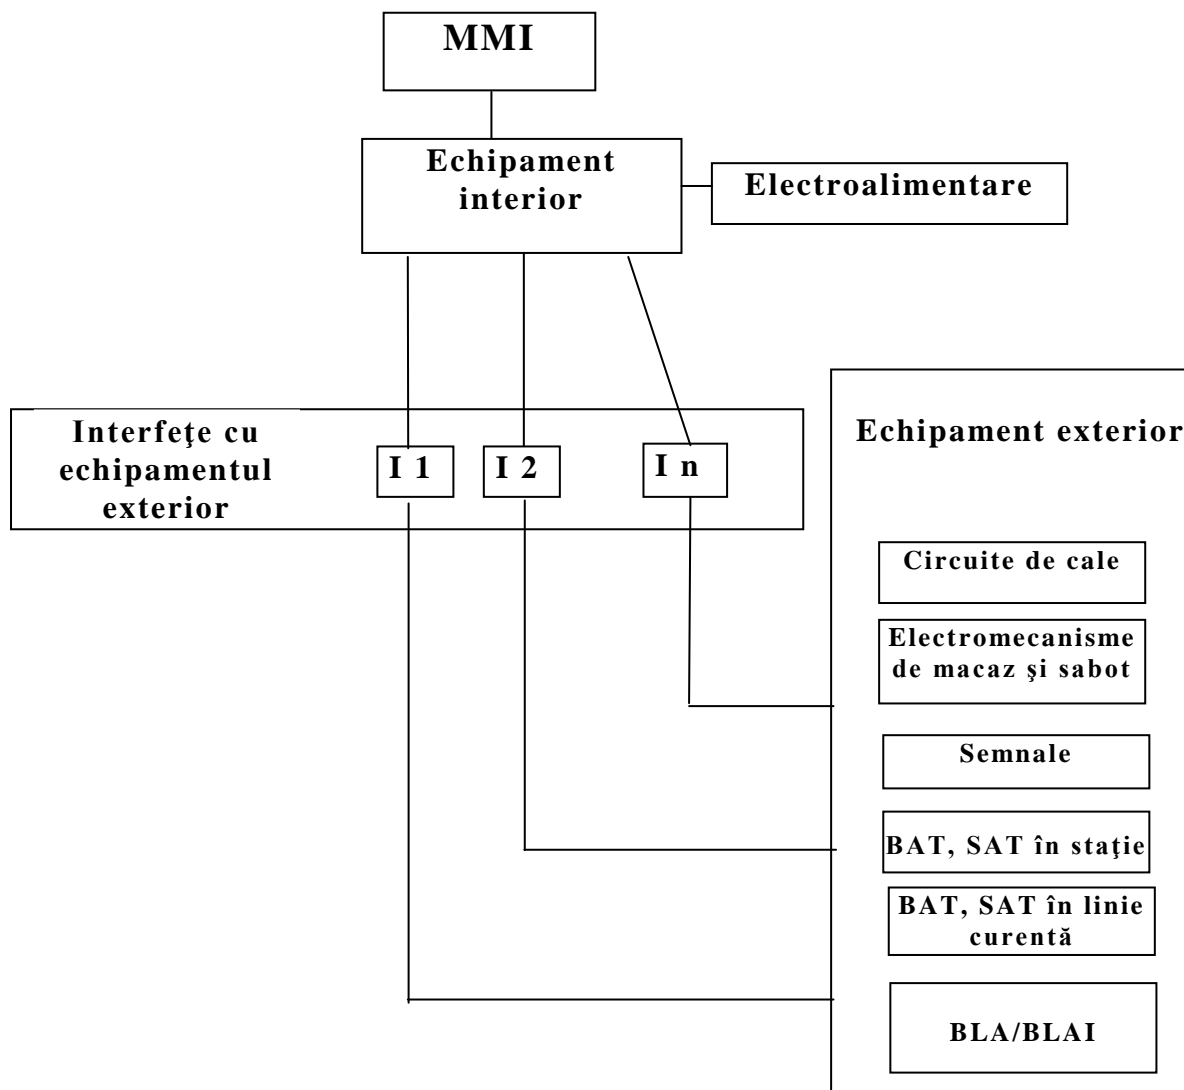 MMI
Echipament
interior
Electroalimentare
Interfeţe cu
echipamentul
exterior
I 1
I 2
I n
Echipament exterior
Circuite de cale
Electromecanisme
de macaz şi sabot
Semnale
BAT, SAT în staţie
BAT, SAT în linie
curentă
BLA/BLAI